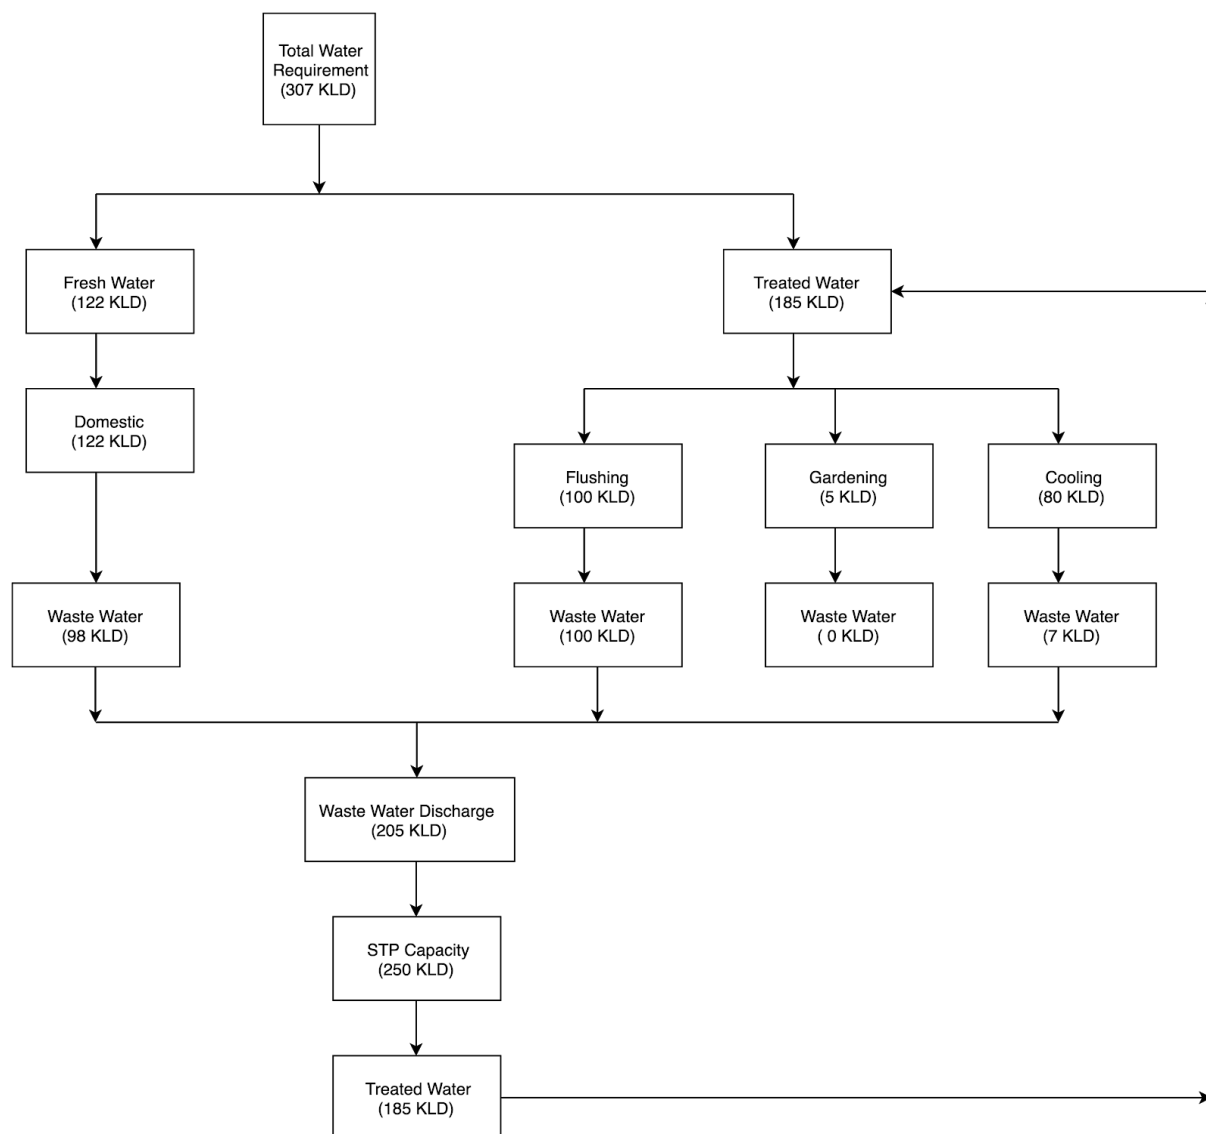 Total Water
Requirement
(307 KLD)
Fresh Water
(122 KLD)
Treated Water
(185 KLD)
Domestic
(122 KLD)
Flushing
(100 KLD)
Gardening
(5 KLD)
Cooling
(80 KLD)
Waste Water
(98 KLD)
Waste Water
(100 KLD)
Waste Water
( 0 KLD)
Waste Water
(7 KLD)
Waste Water Discharge
(205 KLD)
STP Capacity
(250 KLD)
Treated Water
(185 KLD)